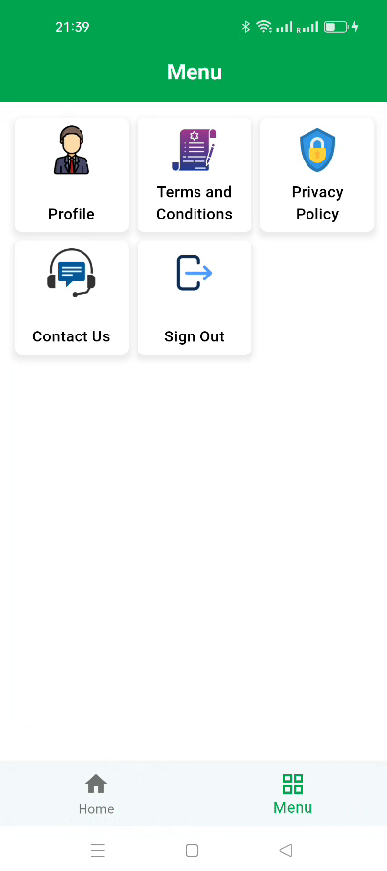 21:39
R
Menu
Profile
Terms and
Conditions
Privacy
Policy
Contact Us
Sign Out
Home
Menu